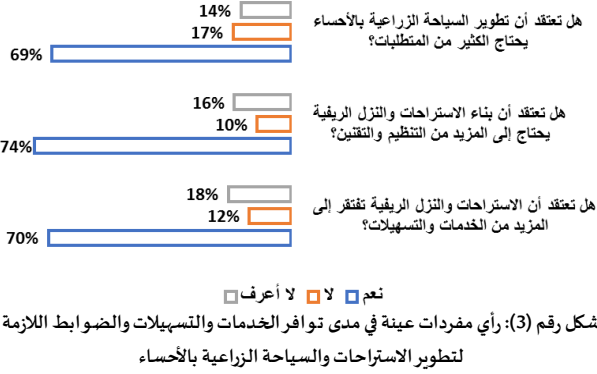 14%
هل تعتقد أن تطوير السياحة الزراعية بالأحساء
17%
يحتاج الكثير من المتطلبات؟
69%
16%
هل تعتقد أن بناء الاستراحات والنزل الريفية
10%
يحتاج إلى المزيد من التنظيم والتقنين؟
74%
18%
هل تعتقد أن الاستراحات والنزل الريفية تفتقر إلى
12%
المزيد من الخدمات والتسهيلات؟
70%
نعم لا لا أعرف
شكل رقم (3): رأي مفردات عينة في مدى توافر الخدمات والتسهيلات والضوابط اللازمة
لتطوير الاستراحات والسياحة الزراعية بالأحساء